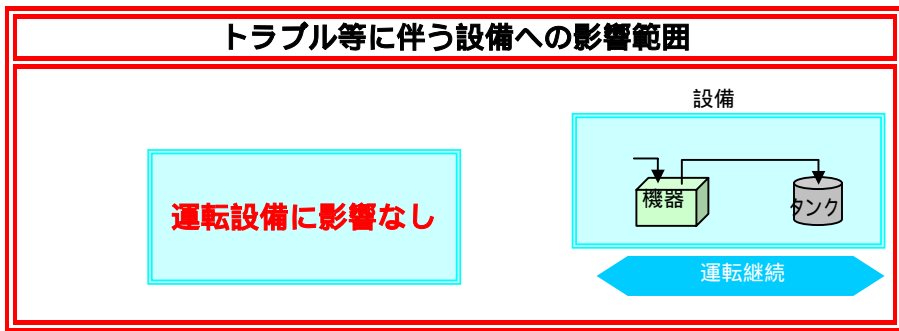 トラブル等に伴う設備への影響範囲
設備
運転設備に影響なし
機器
タンク
運転継続